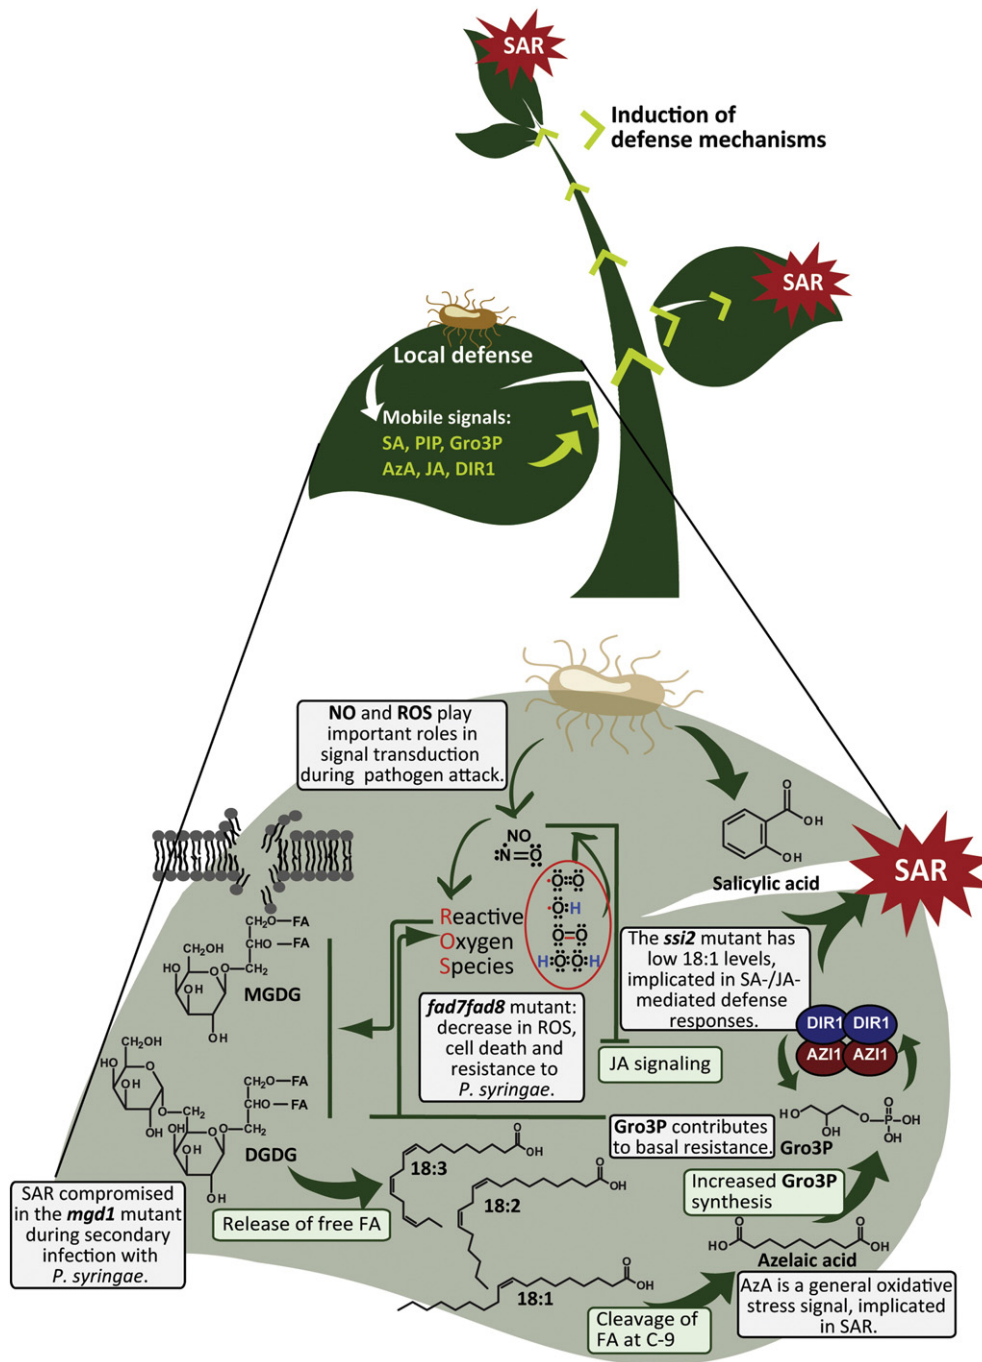 SAR
Induction of
defense mechanisms
SAR
Local defense
Mobile signals:
SA, PIP, Gro3P
AzA, JA, DIR1
NO and ROS play
important roles in
signal transduction
during pathogen attack.
NO
N=O
O O
O H
O=O
H O O H
Reactive
Oxygen
Species
O
OH
OH
Salicylic acid
SAR
The ssi2 mutant has
low 18:1 levels,
implicated in SA-/JA-
mediated defense
responses.
DIR1 DIR1
AZI1 AZI1
fad7fad8 mutant:
decrease in ROS,
cell death and
resistance to
P. syringae.
JA signaling
CH₂O—FA
CHO—FA
O—CH₂
CH₂OH
HO
O
OH
OH
OH
MGDG
CH₂OH
HO
O
OH
OH
OH
O—CH₂
HO
O
OH
OH
CH₂O—FA
CHO—FA
O—CH₂
DGDG
Gro3P contributes
to basal resistance.
HO
OH
O
O
P
OH
OH
Gro3P
SAR compromised
in the mgd1 mutant
during secondary
infection with
P. syringae.
Release of free FA
O
OH
18:3
O
OH
18:2
O
OH
18:1
Increased Gro3P
synthesis
O
HO
O
OH
Azelaic acid
Cleavage of
FA at C-9
AzA is a general oxidative
stress signal, implicated
in SAR.